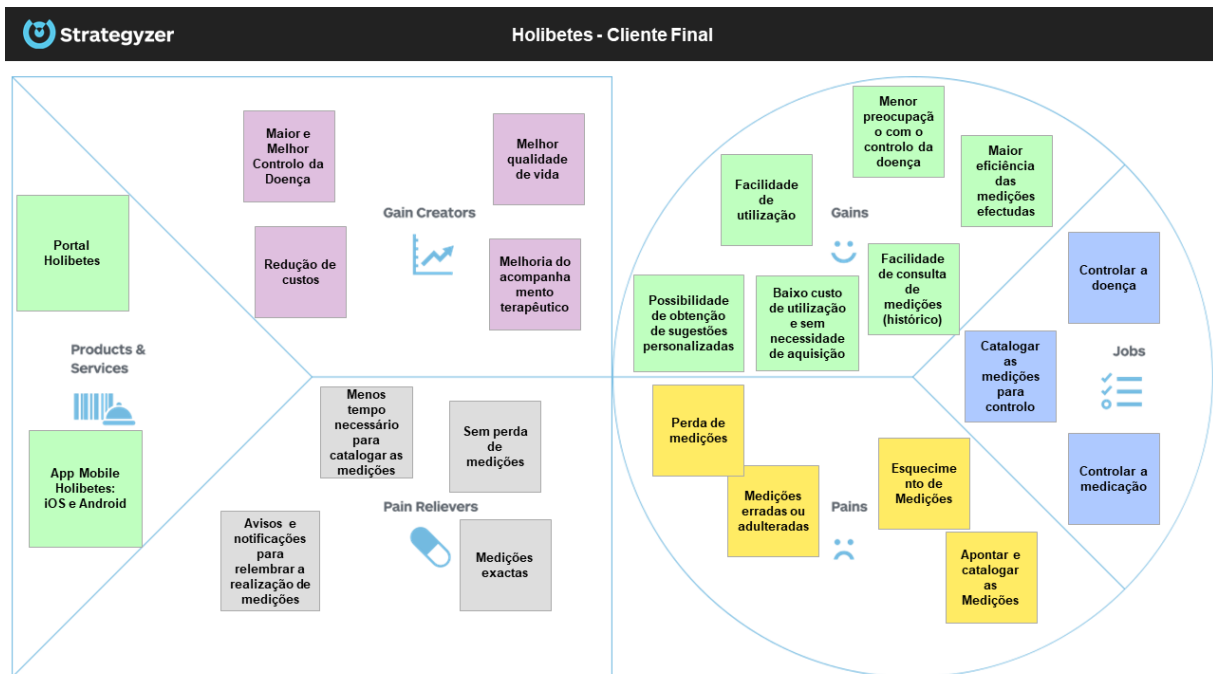 Strategyzer
Holibetes - Cliente Final
Portal
Holibetes
Products &
Services
App Mobile
Holibetes:
iOS e Android
Maior e
Melhor
Controlo da
Doença
Melhor
qualidade
de vida
Gain Creators
Redução de
custos
Melhoria do
acompanha
mento
terapêutico
Menos
tempo
necessário
para
catalogar as
medições
Sem perda
de
medições
Pain Relievers
Avisos e
notificações
para
relembrar a
realização de
medições
Medições
exactas
Menor
preocupaçã
o com o
controlo da
doença
Maior
eficiência
das
medições
efectudas
Facilidade
de
utilização
Gains
Facilidade
de consulta
de
medições
(histórico)
Possibilidade
de obtenção
de sugestões
personalizadas
Baixo custo
de utilização
e sem
necessidade
de aquisição
Perda de
medições
Medições
erradas ou
adulteradas
Pains
Esquecime
nto de
Medições
Apontar e
catalogar
as
Medições
Controlar a
doença
Catalogar
as
medições
para
controlo
Jobs
Controlar a
medicação